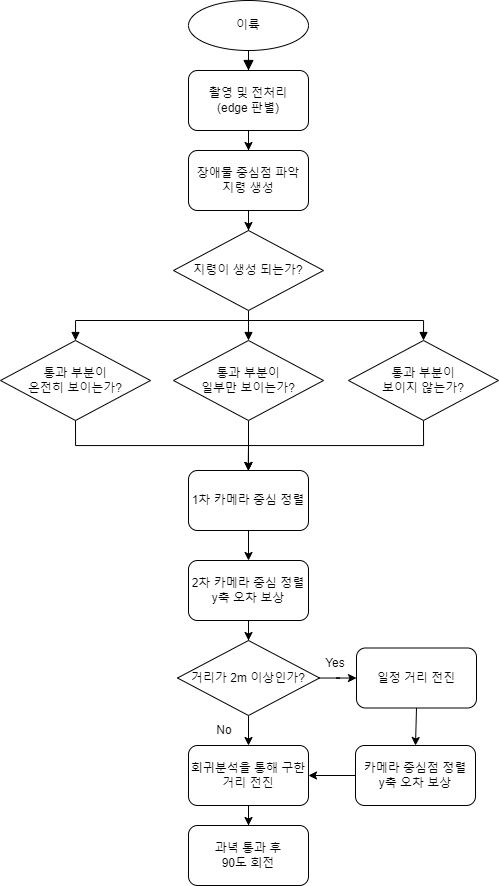 이륙
촬영 및 전처리
(edge 판별)
장애물 중심점 파악
지령 생성
지령이 생성 되는가?
통과 부분이
온전히 보이는가?
통과 부분이
일부만 보이는가?
통과 부분이
보이지 않는가?
1차 카메라 중심 정렬
2차 카메라 중심 정렬
y축 오차 보상
거리가 2m 이상인가?
Yes
일정 거리 전진
No
회귀분석을 통해 구한
거리 전진
카메라 중심점 정렬
y축 오차 보상
과녁 통과 후
90도 회전